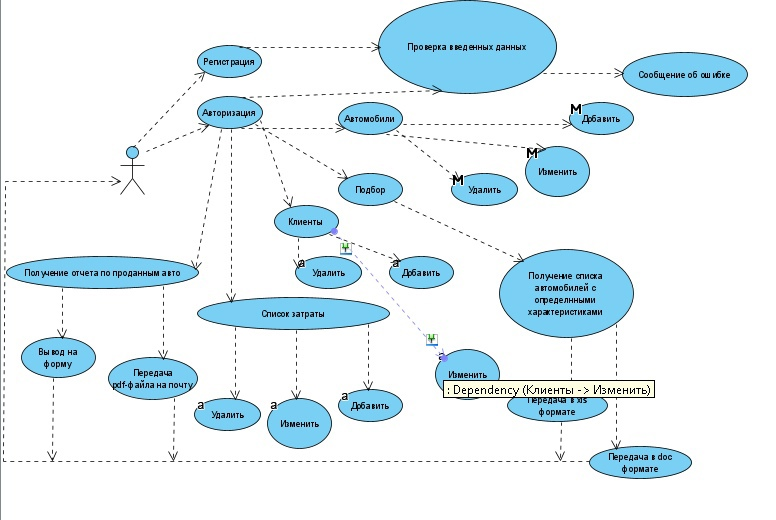 Проверка введенных данных
Регистрация
Сообщение об ошибке
Авторизация
Автомобили
М
Добавить
М
Изменить
Подбор
М
Удалить
Клиенты
Получение отчета по проданным авто
а
Удалить
а
Добавить
Получение списка
автомобилей с
определнными
характеристиками
Список затраты
Вывод на
форму
Передача
pdf-файла на почту
а
Изменить
: Dependency (Клиенты -> Изменить)
а
Удалить
а
Изменить
а
Добавить
Передача в xls
формате
Передача в doc
формате